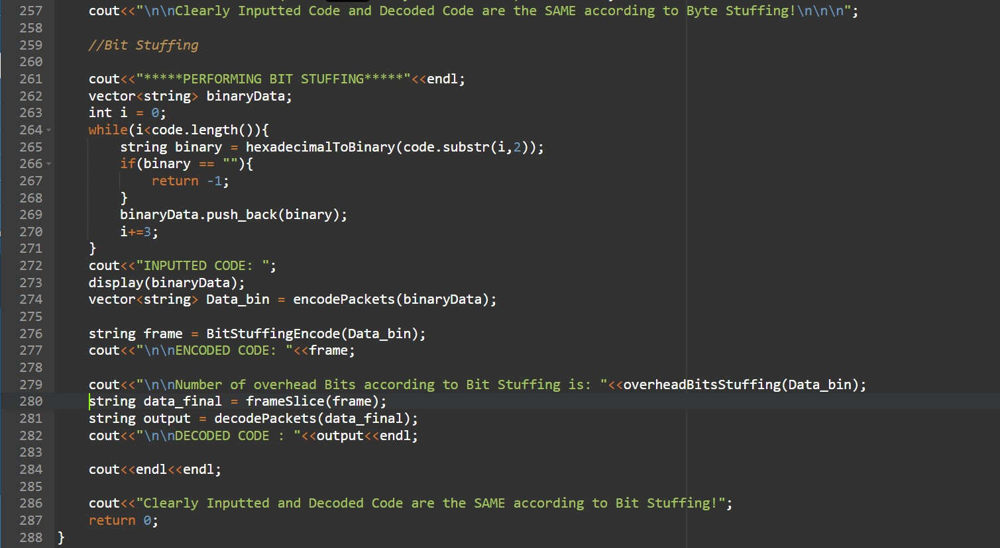 257 cout<<"\n\nClearly Inputted Code and Decoded Code are the SAME according to Byte Stuffing!\n\n\n";
258
259 //Bit Stuffing
260
261 cout<<"*****PERFORMING BIT STUFFING*****"<<endl;
262 vector<string> binaryData;
263 int i = 0;
264 while(i<code.length()){
265 string binary = hexadecimalToBinary(code.substr(i,2));
266 if(binary == ""){
267 return -1;
268 }
269 binaryData.push_back(binary);
270 i+=3;
271 }
272 cout<<"INPUTTED CODE: ";
273 display(binaryData);
274 vector<string> Data_bin = encodePackets(binaryData);
275
276 string frame = BitStuffingEncode(Data_bin);
277 cout<<"\n\nENCODED CODE: "<<frame;
278
279 cout<<"\n\nNumber of overhead Bits according to Bit Stuffing is: "<<overheadBitsStuffing(Data_bin);
280 string data_final = frameSlice(frame);
281 string output = decodePackets(data_final);
282 cout<<"\n\nDECODED CODE : "<<output<<endl;
283
284 cout<<endl<<endl;
285
286 cout<<"Clearly Inputted and Decoded Code are the SAME according to Bit Stuffing!";
287 return 0;
288 }